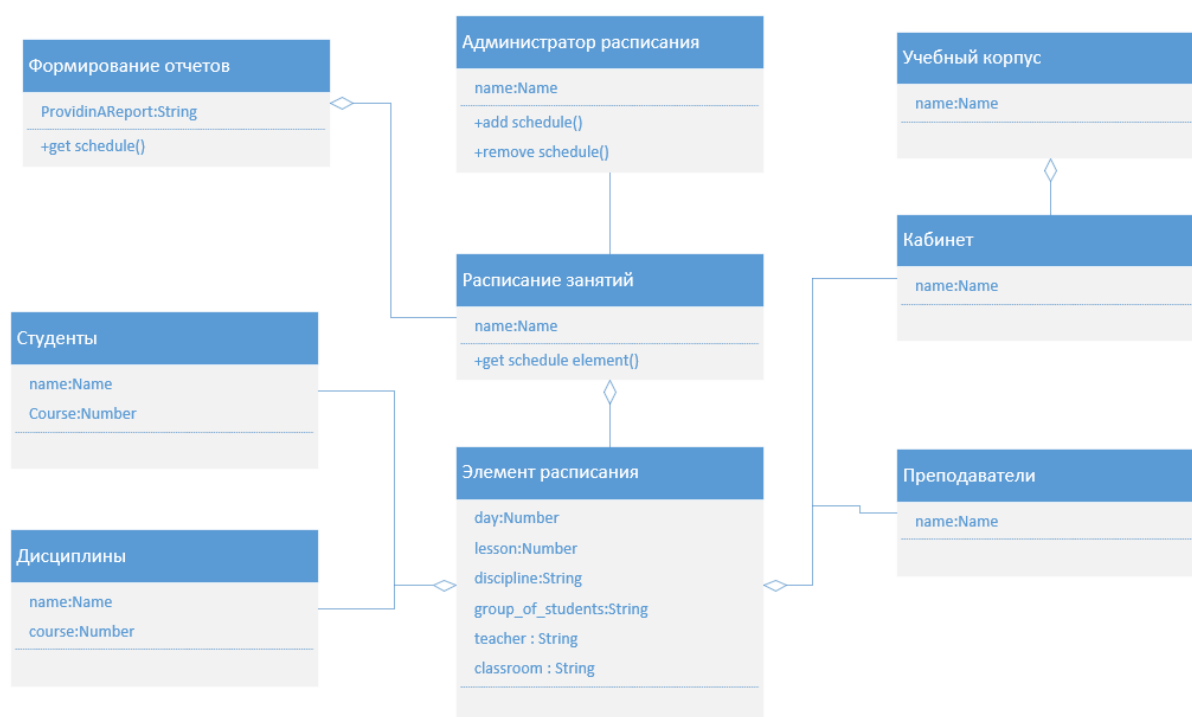 Формирование отчетов
ProvidinAReport:String
+get schedule()
Администратор расписания
name:Name
+add schedule()
+remove schedule()
Учебный корпус
name:Name
Кабинет
name:Name
Расписание занятий
name:Name
+get schedule element()
Студенты
name:Name
Course:Number
Дисциплины
name:Name
course:Number
Элемент расписания
day:Number
lesson:Number
discipline:String
group_of_students:String
teacher : String
classroom : String
Преподаватели
name:Name